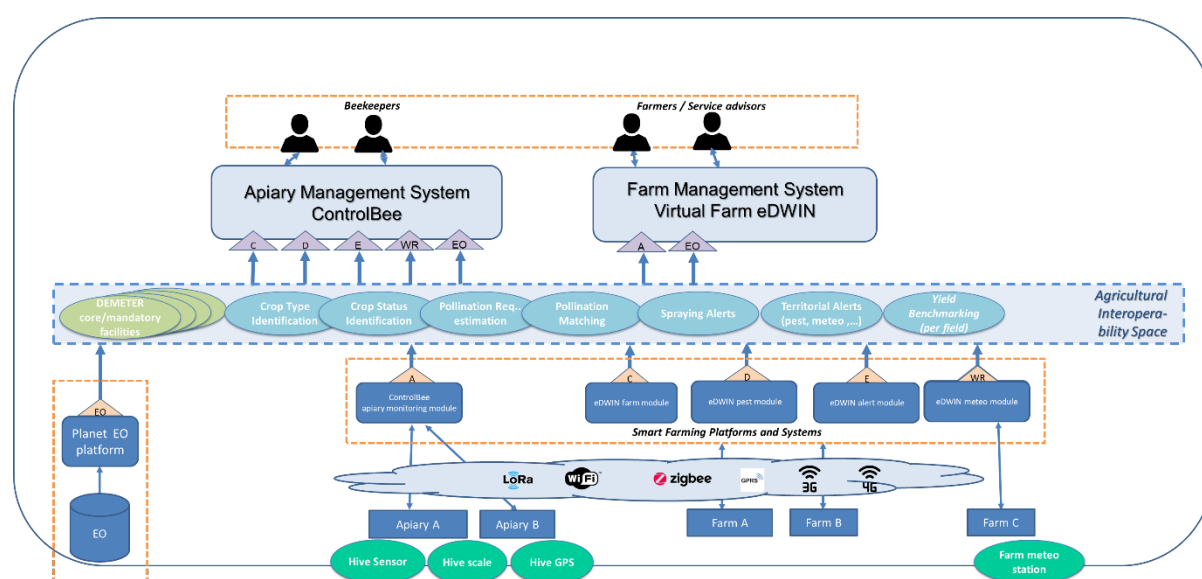 Beekeepers
Farmers / Service advisors
Apiary Management System
ControlBee
Farm Management System
Virtual Farm eDWIN
C
D
E
WR
EO
A
EO
DEMETER
core/mandatory
facilities
Crop Type
Identification
Crop Status
Identification
Pollination Req..
estimation
Pollination
Matching
Spraying Alerts
Territorial Alerts
(pest, meteo ,...)
Yield
Benchmarking
(per field)
Agricultural
Interopera-
bility Space
A
C
D
E
WR
ControlBee
apiary monitoring module
eDWIN farm module
eDWIN pest module
eDWIN alert module
eDWIN meteo module
Smart Farming Platforms and Systems
EO
Planet EO
platform
EO
LoRa
WiFi
zigbee
GPRS
3G
4G
Apiary A
Apiary B
Farm A
Farm B
Farm C
Hive Sensor
Hive scale
Hive GPS
Farm meteo
station